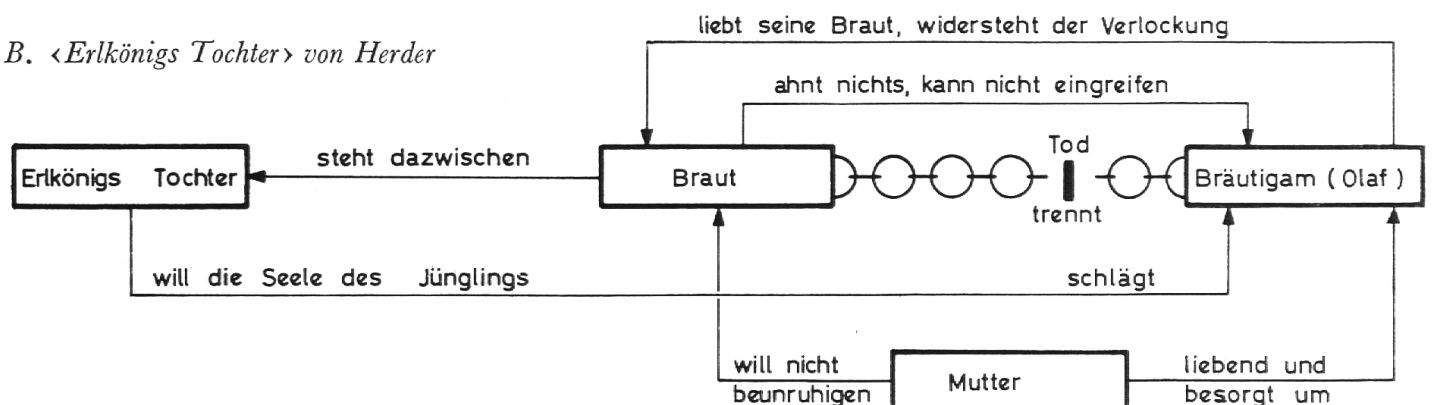 liebt seine Braut, widersteht der Verlockung
B. ‹Erlkönigs Tochter› von Herder
ahnt nichts, kann nicht eingreifen
Erlkönigs Tochter
steht dazwischen
Braut
Tod
trennt
Bräutigam ( Olaf )
will die Seele des Jünglings
schlägt
will nicht
beunruhigen
Mutter
liebend und
besorgt um